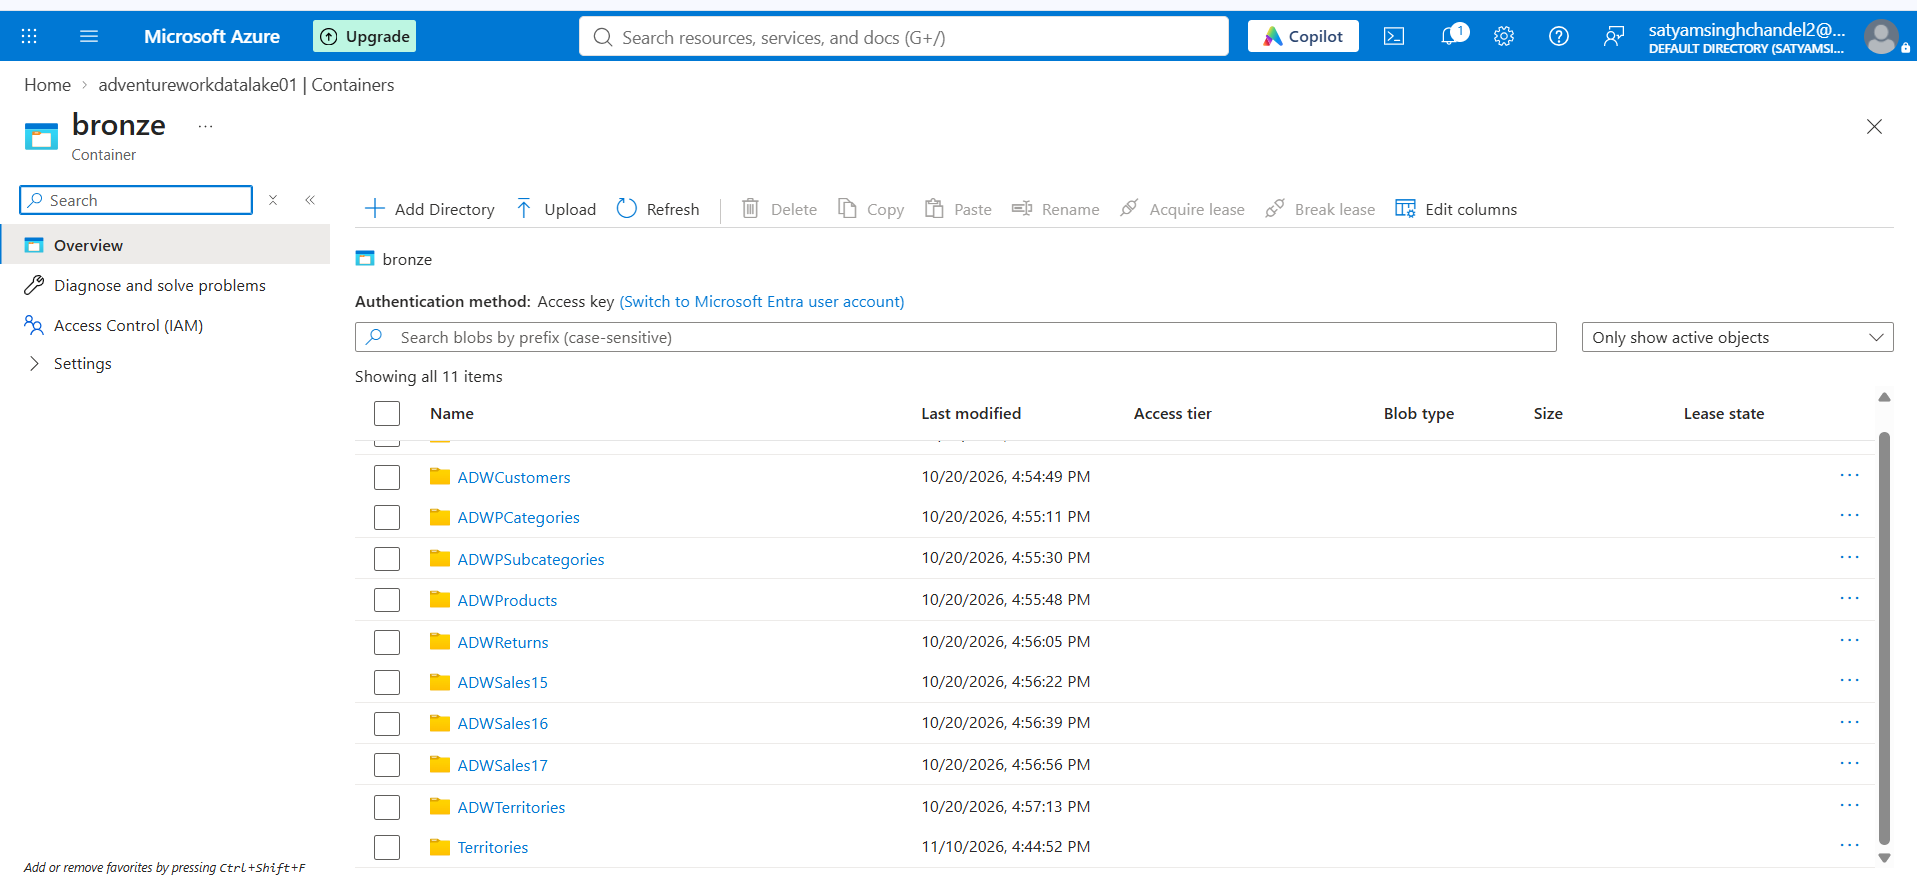 Microsoft Azure
Upgrade
Search resources, services, and docs (G+/)
Copilot
1
satyamsinghchandel2@...
DEFAULT DIRECTORY (SATYAMSI...
Home > adventureworkdatalake01 | Containers
bronze ...
Container
Search
Add Directory Upload Refresh Delete Copy Paste Rename Acquire lease Break lease Edit columns
Overview
Diagnose and solve problems
Access Control (IAM)
Settings
bronze
Authentication method: Access key (Switch to Microsoft Entra user account)
Search blobs by prefix (case-sensitive)
Only show active objects
Showing all 11 items
Name Last modified Access tier Blob type Size Lease state
ADWCustomers 10/20/2026, 4:54:49 PM ...
ADWPCategories 10/20/2026, 4:55:11 PM ...
ADWPSubcategories 10/20/2026, 4:55:30 PM ...
ADWProducts 10/20/2026, 4:55:48 PM ...
ADWReturns 10/20/2026, 4:56:05 PM ...
ADWSales15 10/20/2026, 4:56:22 PM ...
ADWSales16 10/20/2026, 4:56:39 PM ...
ADWSales17 10/20/2026, 4:56:56 PM ...
ADWTerritories 10/20/2026, 4:57:13 PM ...
Territories 11/10/2026, 4:44:52 PM ...
Add or remove favorites by pressing Ctrl+Shift+F